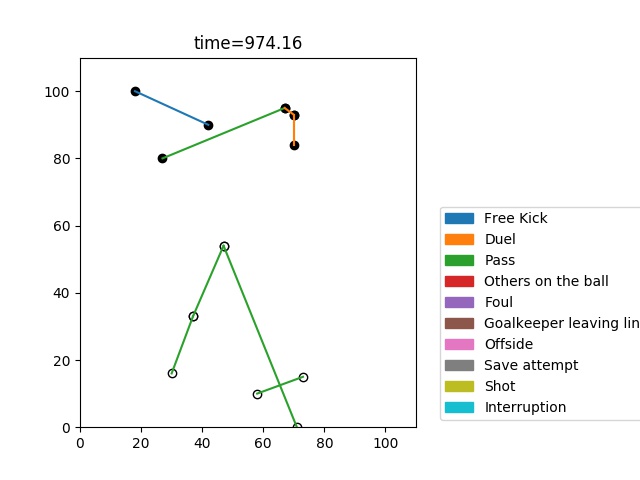 time=974.16
100
80
60
40
20
0
0 20 40 60 80 100
Free Kick
Duel
Pass
Others on the ball
Foul
Goalkeeper leaving lin
Offside
Save attempt
Shot
Interruption